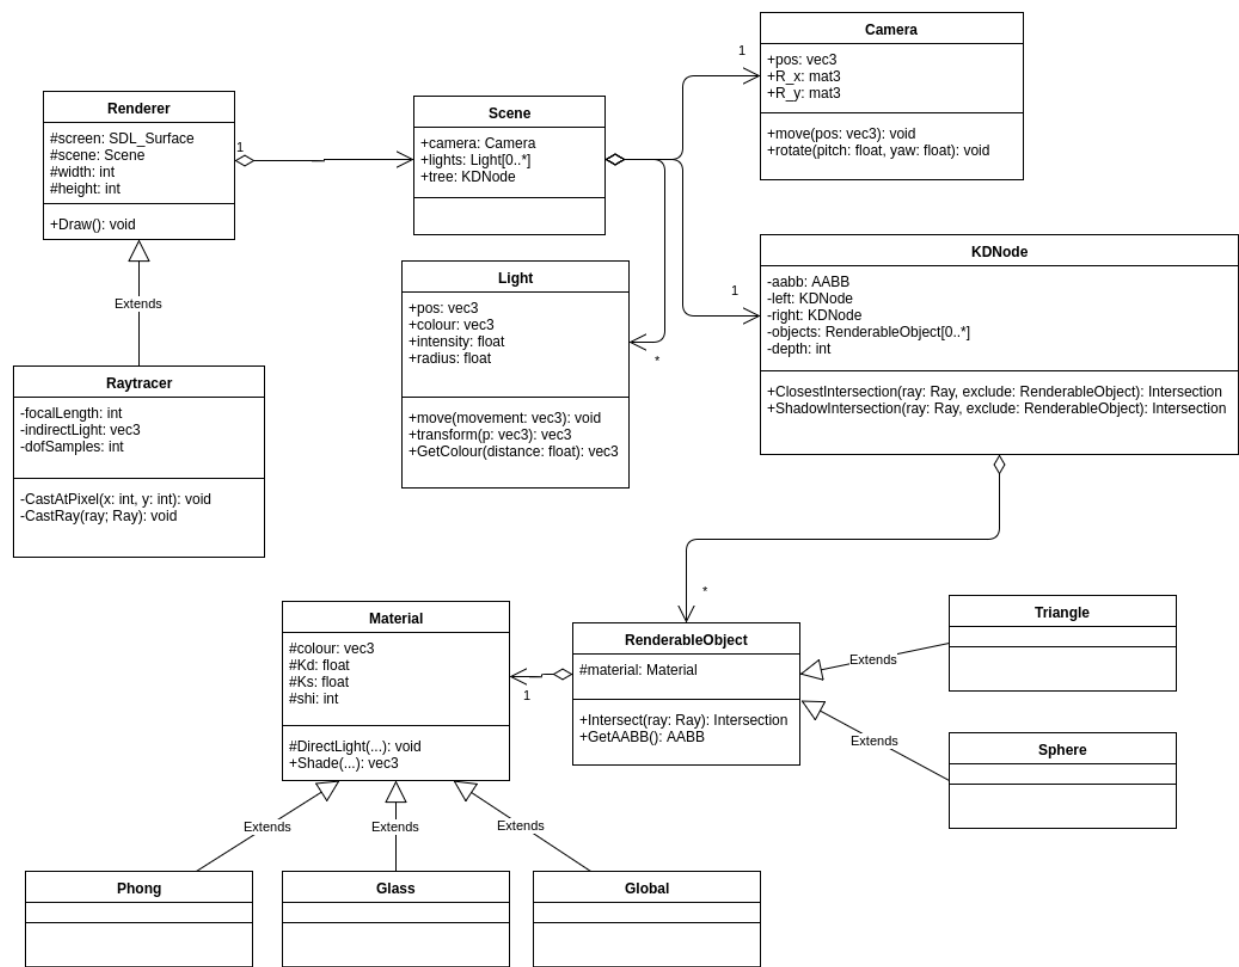 Camera
+pos: vec3
+R_x: mat3
+R_y: mat3
+move(pos: vec3): void
+rotate(pitch: float, yaw: float): void
1
Renderer
#screen: SDL_Surface
#scene: Scene
#width: int
#height: int
+Draw(): void
1
Scene
+camera: Camera
+lights: Light[0..*]
+tree: KDNode
Extends
Light
+pos: vec3
+colour: vec3
+intensity: float
+radius: float
+move(movement: vec3): void
+transform(p: vec3): vec3
+GetColour(distance: float): vec3
*
1
KDNode
-aabb: AABB
-left: KDNode
-right: KDNode
-objects: RenderableObject[0..*]
-depth: int
+ClosestIntersection(ray: Ray, exclude: RenderableObject): Intersection
+ShadowIntersection(ray: Ray, exclude: RenderableObject): Intersection
Raytracer
-focalLength: int
-indirectLight: vec3
-dofSamples: int
-CastAtPixel(x: int, y: int): void
-CastRay(ray; Ray): void
*
Material
#colour: vec3
#Kd: float
#Ks: float
#shi: int
#DirectLight(...): void
+Shade(...): vec3
1
RenderableObject
#material: Material
+Intersect(ray: Ray): Intersection
+GetAABB(): AABB
Extends
Triangle
Extends
Sphere
Extends
Extends
Extends
Phong
Glass
Global